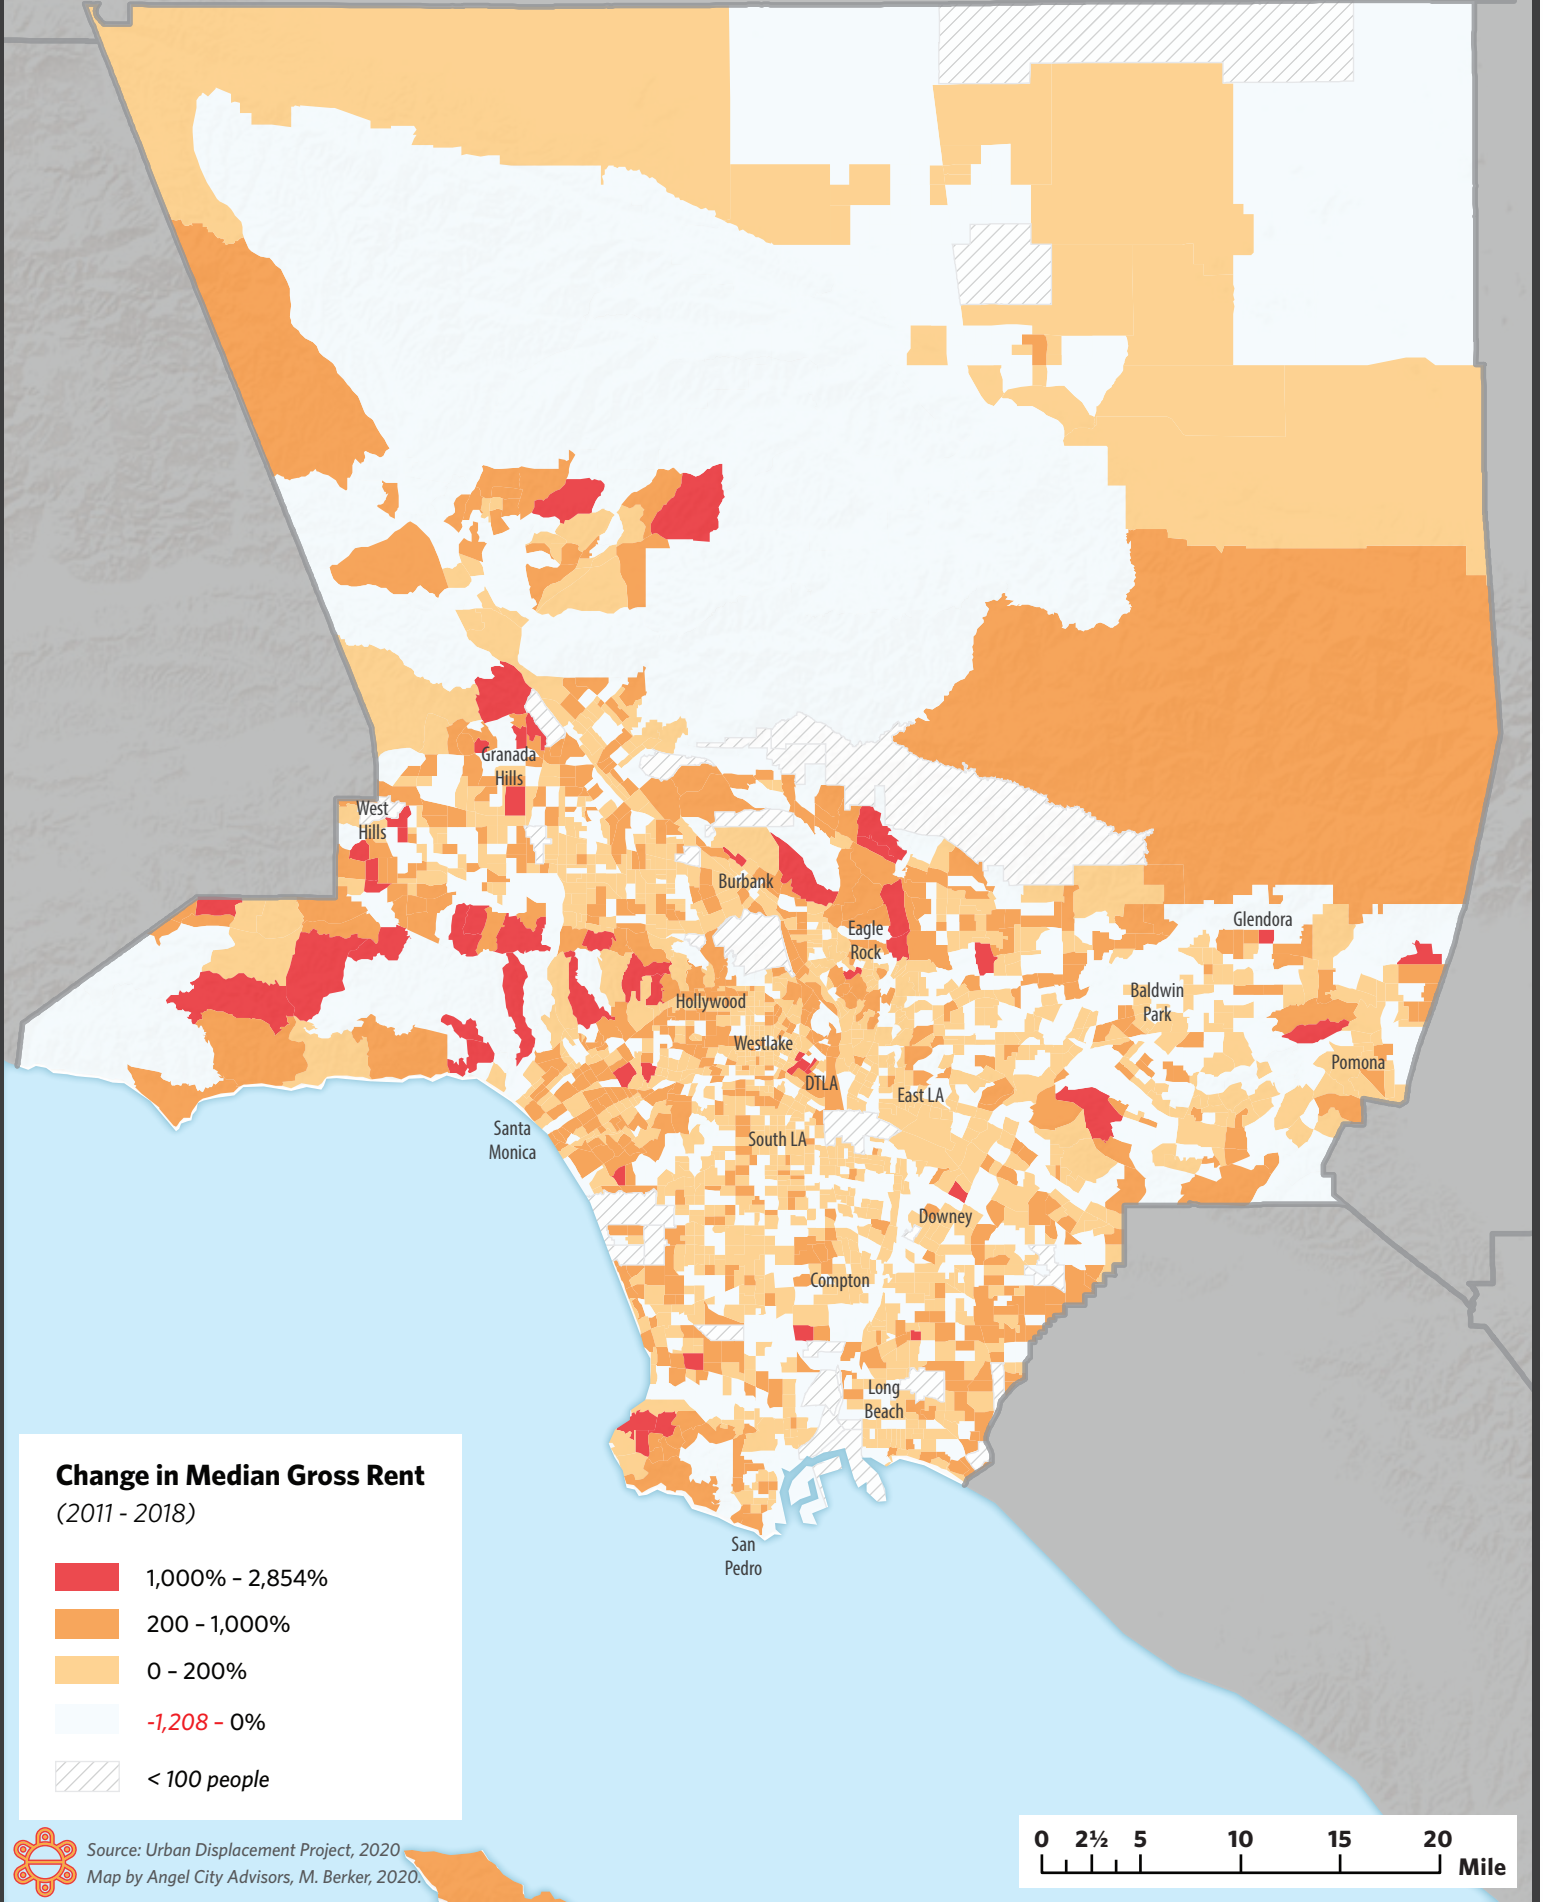 Granada
Hills
West
Hills
Burbank
Eagle
Rock
Glendora
Baldwin
Park
Hollywood
Westlake
DTLA
East LA
Pomona
Santa
Monica
South LA
Downey
Compton
Long
Beach
San
Pedro
Change in Median Gross Rent
(2011 - 2018)
1,000% – 2,854%
200 – 1,000%
0 – 200%
-1,208 – 0%
< 100 people
Source: Urban Displacement Project, 2020
Map by Angel City Advisors, M. Berker, 2020.
0 2½ 5 10 15 20
Mile